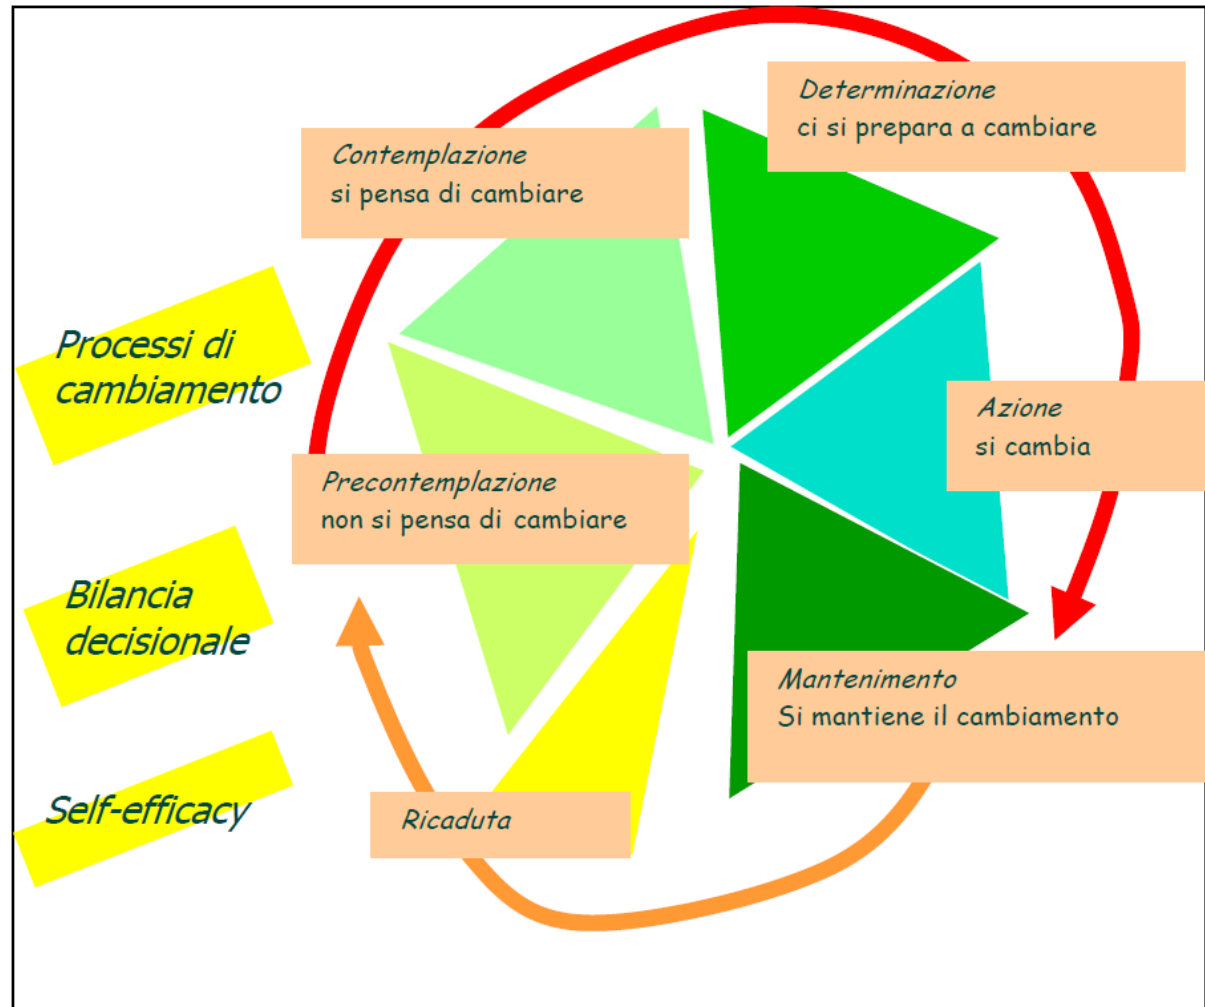 Determinazione
ci si prepara a cambiare
Contemplazione
si pensa di cambiare
Processi di
cambiamento
Azione
si cambia
Precontemplazione
non si pensa di cambiare
Bilancia
decisionale
Mantenimento
Si mantiene il cambiamento
Self-efficacy
Ricaduta